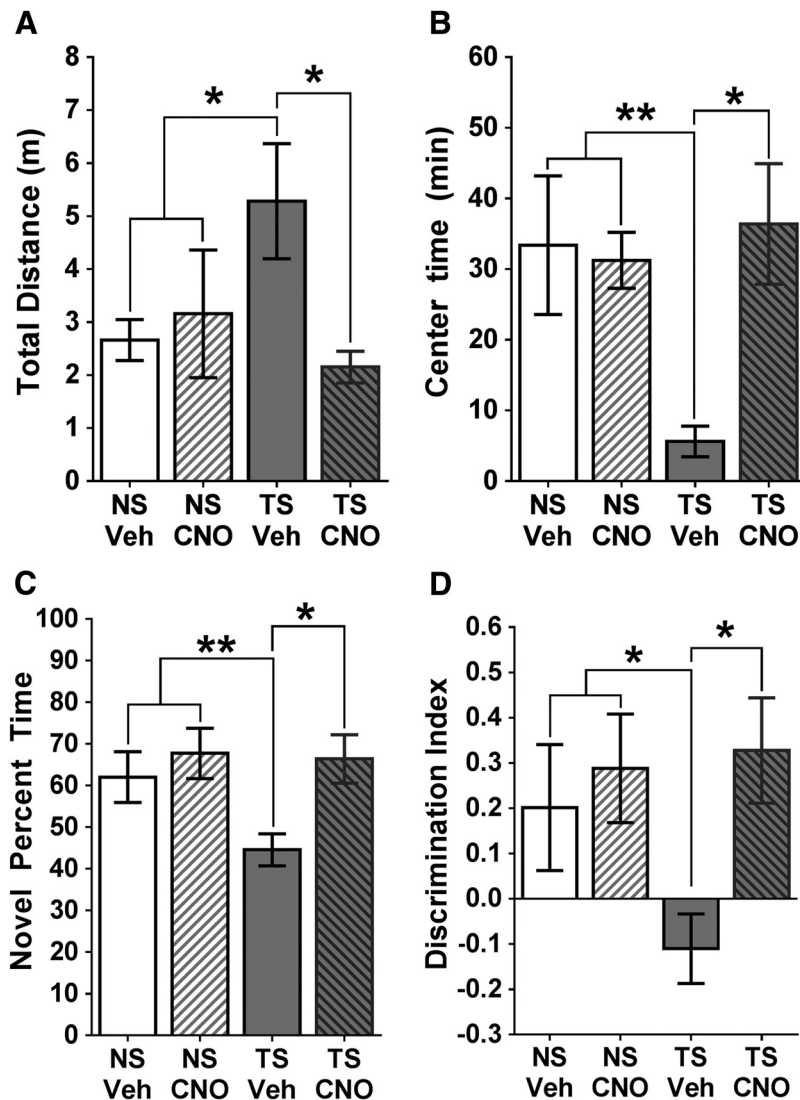 A
Total Distance (m)
8
7
6
5
4
3
2
1
0
*
*
NS
Veh
NS
CNO
TS
Veh
TS
CNO
B
Center time (min)
60
50
40
30
20
10
0
**
*
NS
Veh
NS
CNO
TS
Veh
TS
CNO
C
Novel Percent Time
100
90
80
70
60
50
40
30
20
10
0
**
*
NS
Veh
NS
CNO
TS
Veh
TS
CNO
D
Discrimination Index
0.6
0.5
0.4
0.3
0.2
0.1
0.0
-0.1
-0.2
-0.3
*
*
NS
Veh
NS
CNO
TS
Veh
TS
CNO